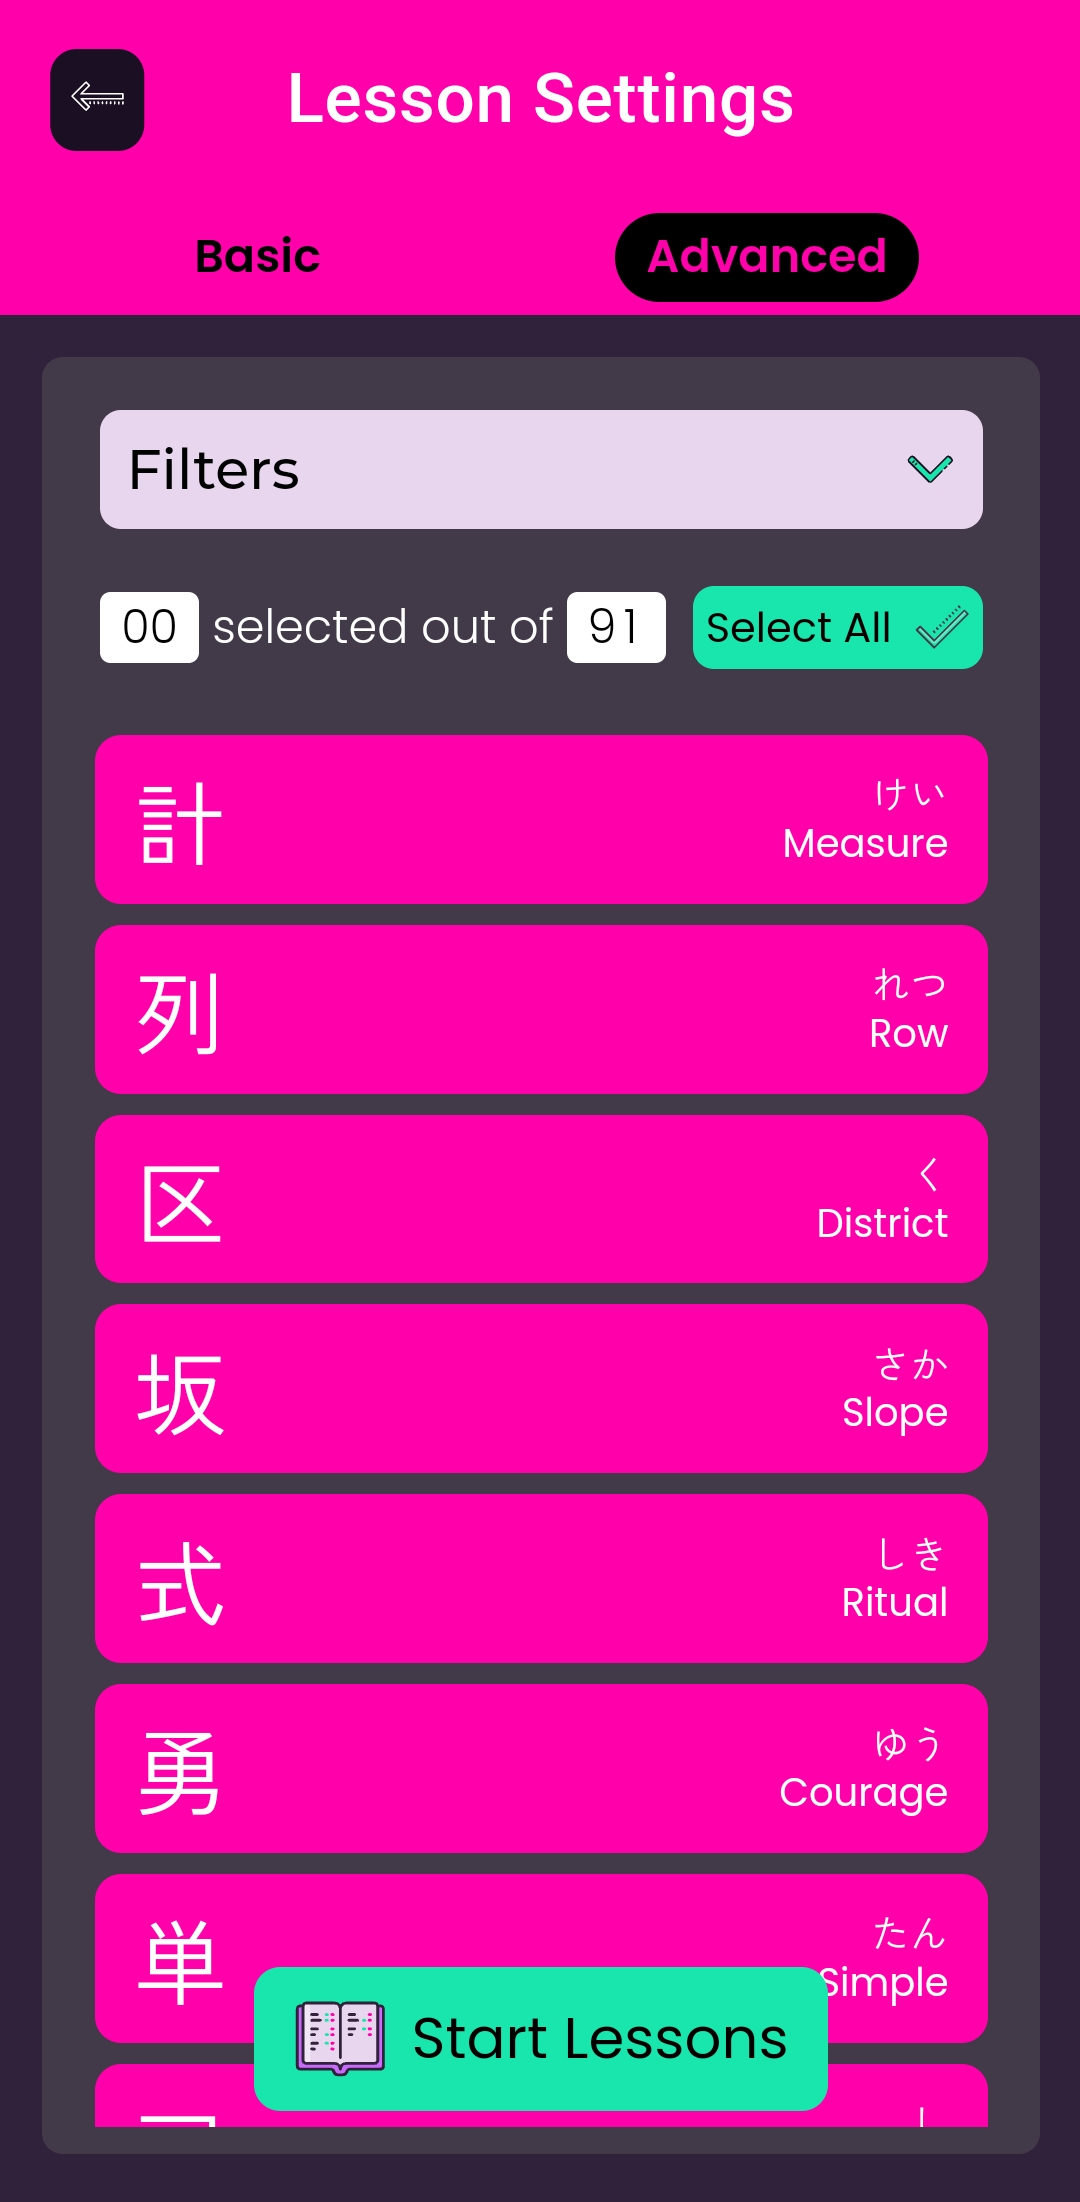 Lesson Settings
Basic
Advanced
Filters
00 selected out of 91
Select All
計
けい
Measure
列
れつ
Row
区
く
District
坂
さか
Slope
式
しき
Ritual
勇
ゆう
Courage
単
たん
Simple
Start Lessons